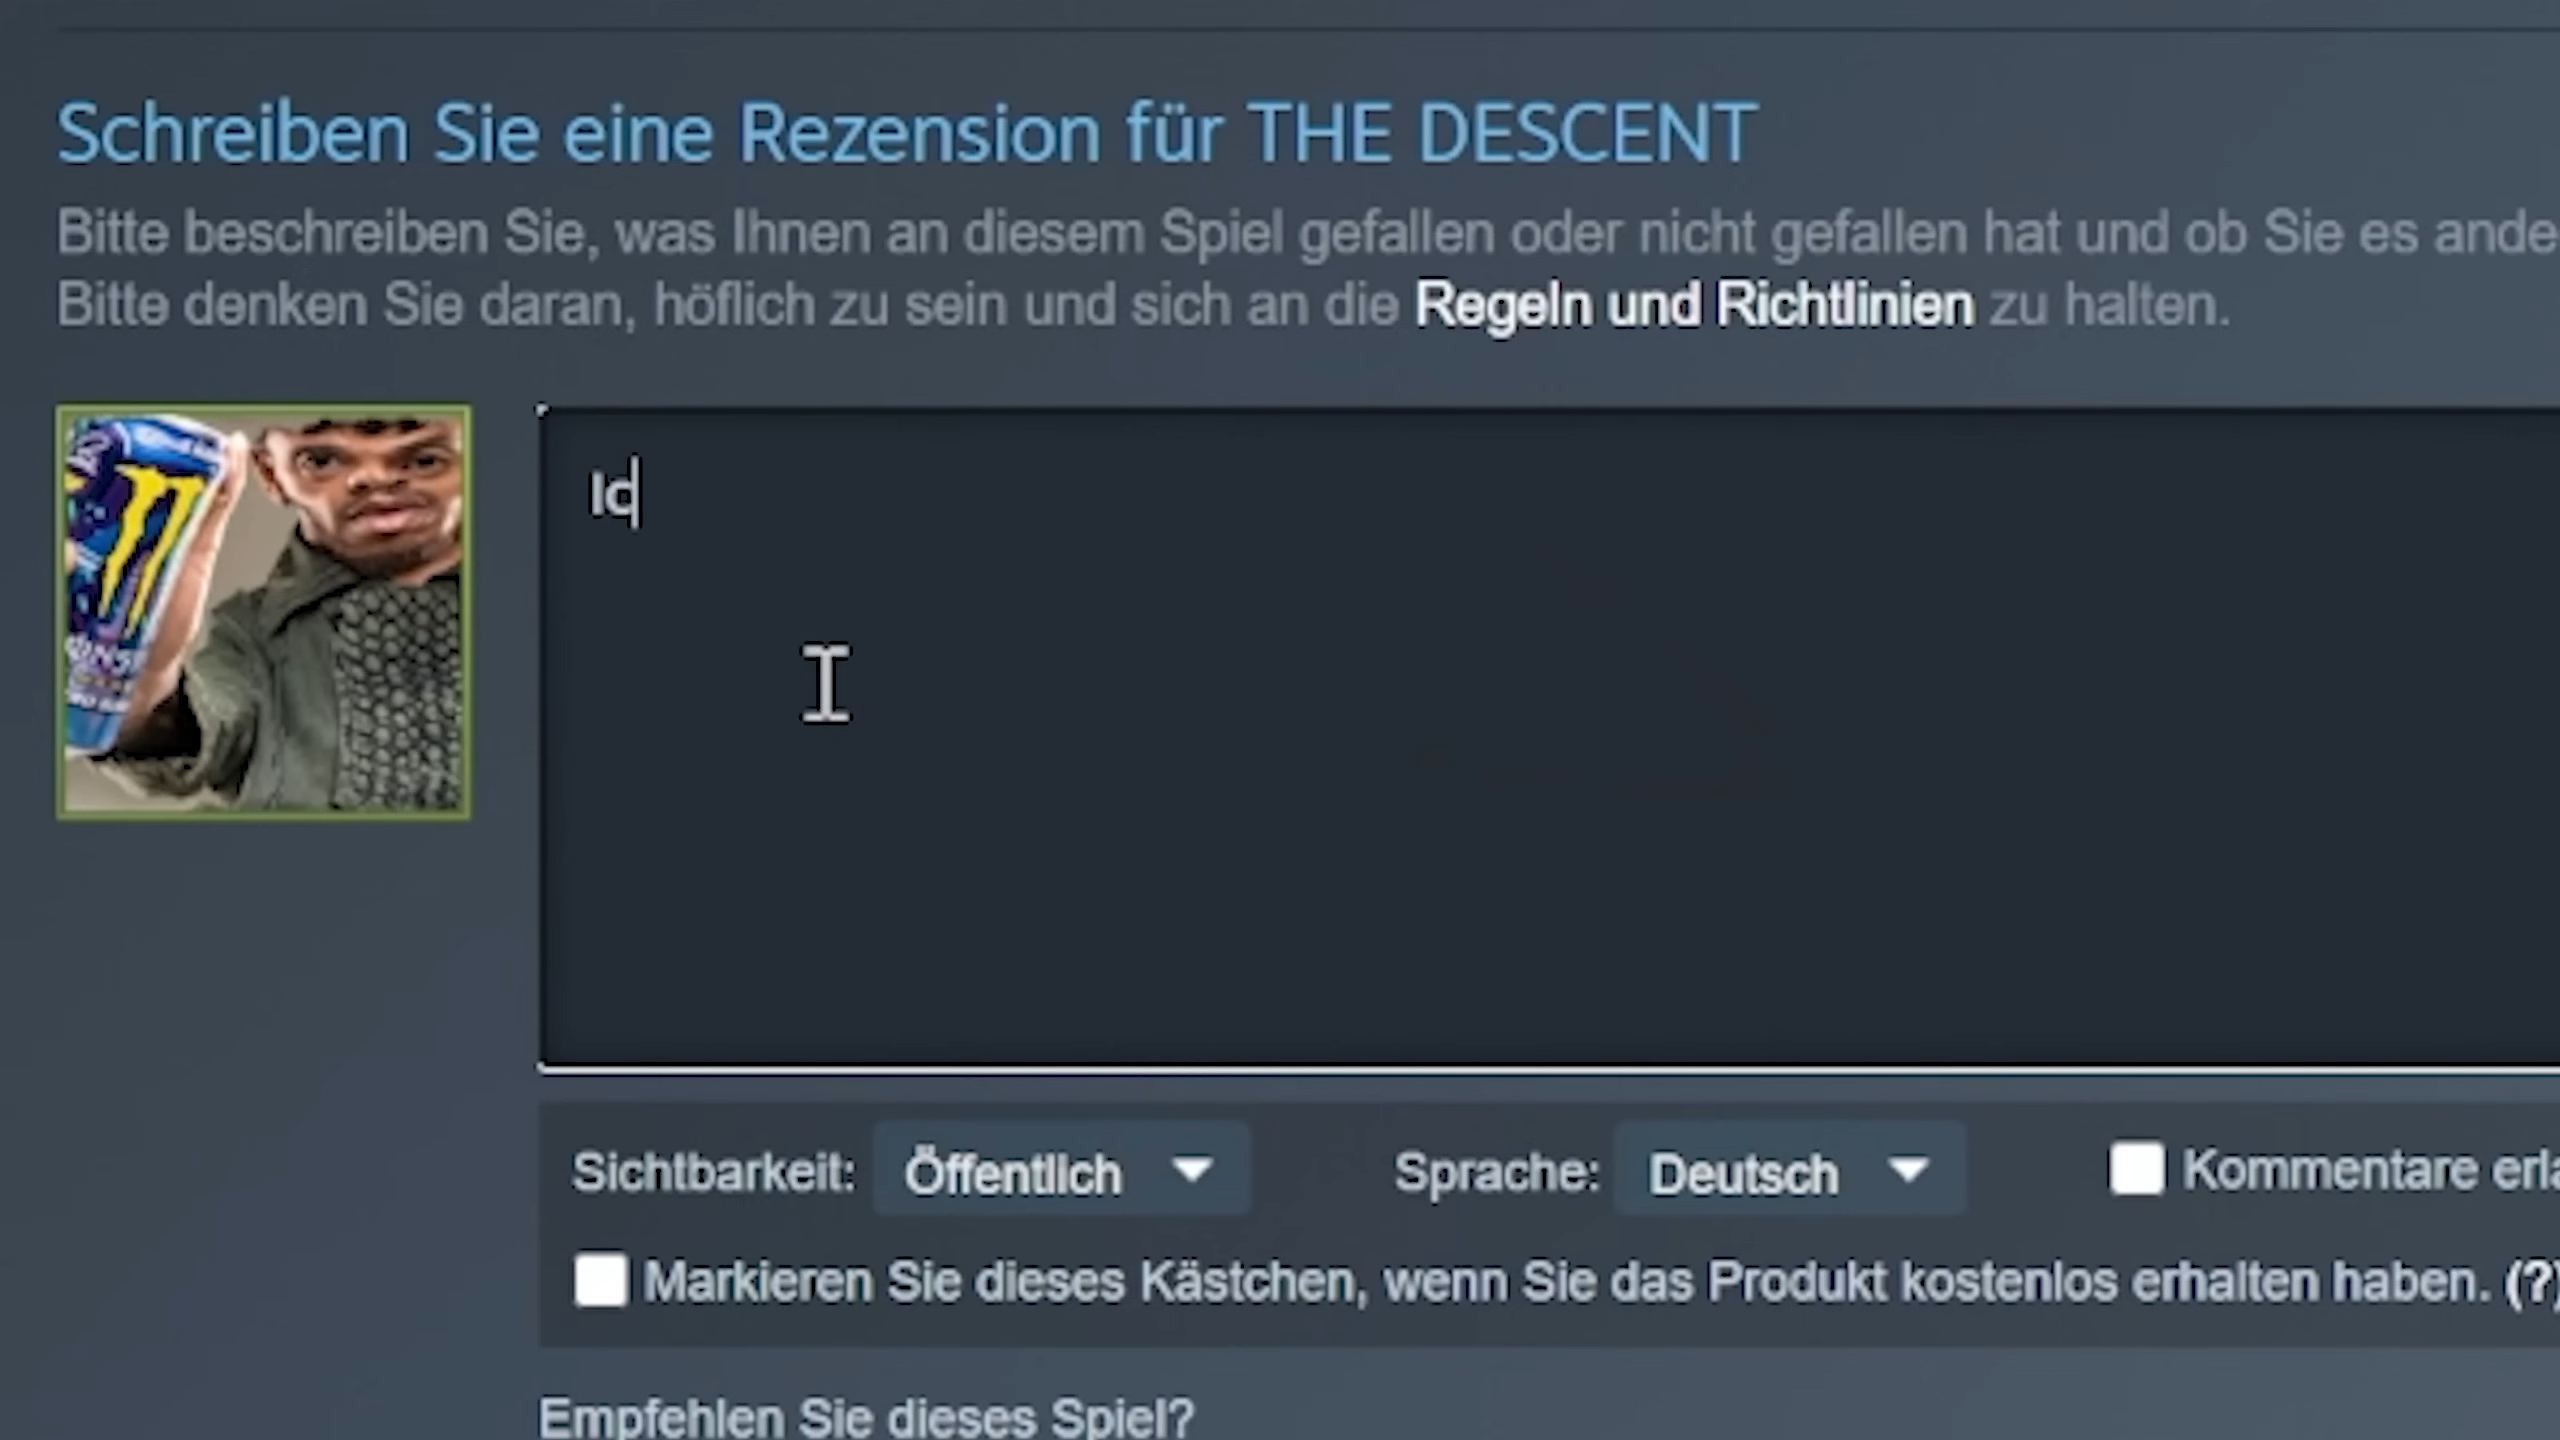 Schreiben Sie eine Rezension für THE DESCENT
Bitte beschreiben Sie, was Ihnen an diesem Spiel gefallen oder nicht gefallen hat und ob Sie es ande
Bitte denken Sie daran, höflich zu sein und sich an die Regeln und Richtlinien zu halten.
Ic
Sichtbarkeit: Öffentlich Sprache: Deutsch Kommentare erla
Markieren Sie dieses Kästchen, wenn Sie das Produkt kostenlos erhalten haben. (?)
Empfehlen Sie dieses Spiel?